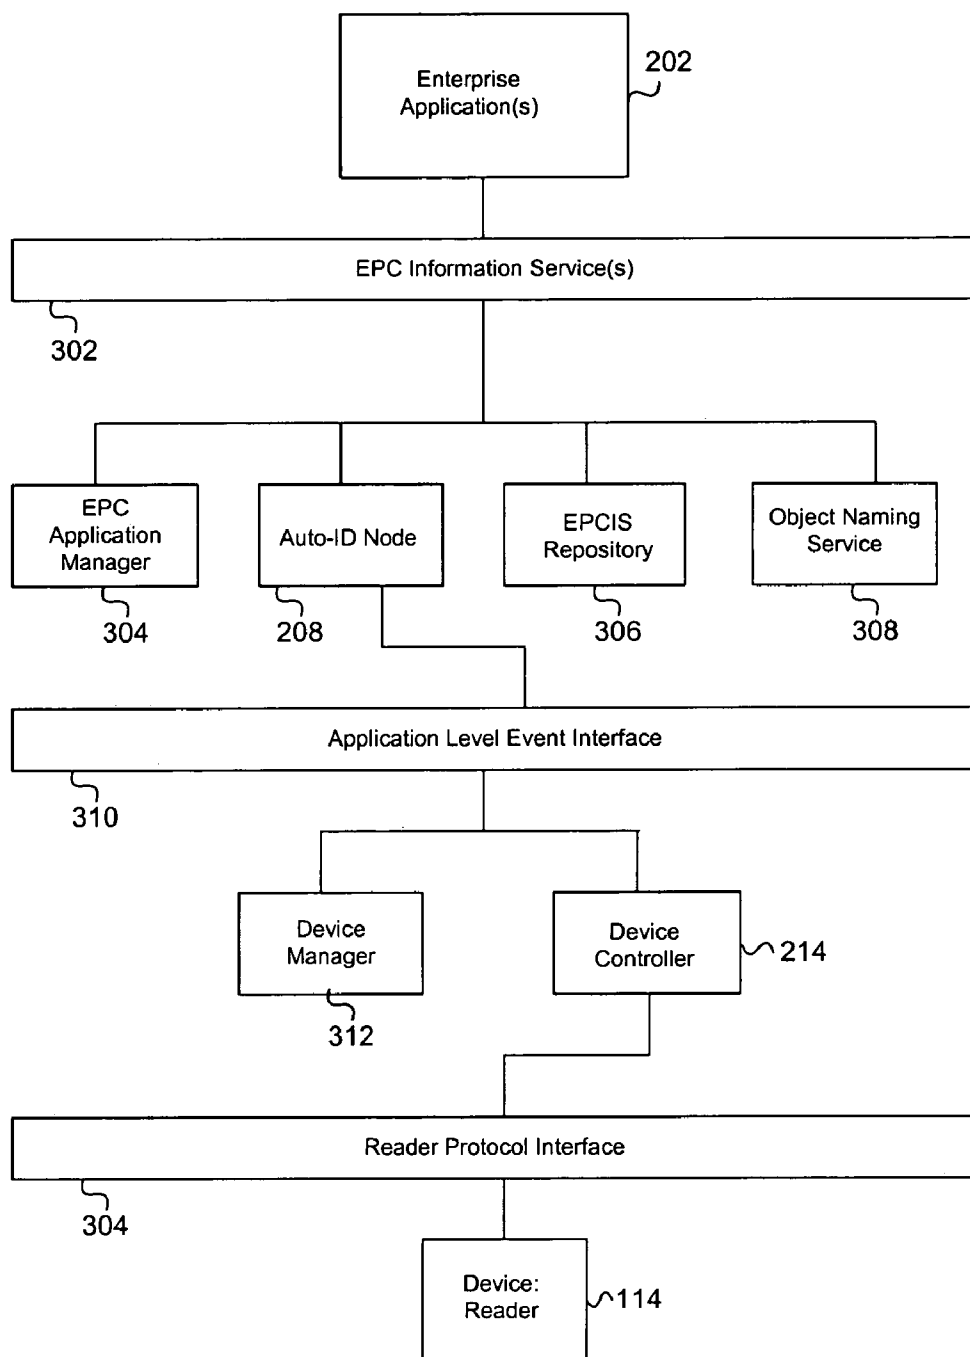 Enterprise
Application(s)
202
EPC Information Service(s)
302
EPC
Application
Manager
304
Auto-ID Node
208
EPCIS
Repository
306
Object Naming
Service
308
Application Level Event Interface
310
Device
Manager
312
Device
Controller
214
Reader Protocol Interface
304
Device:
Reader
114